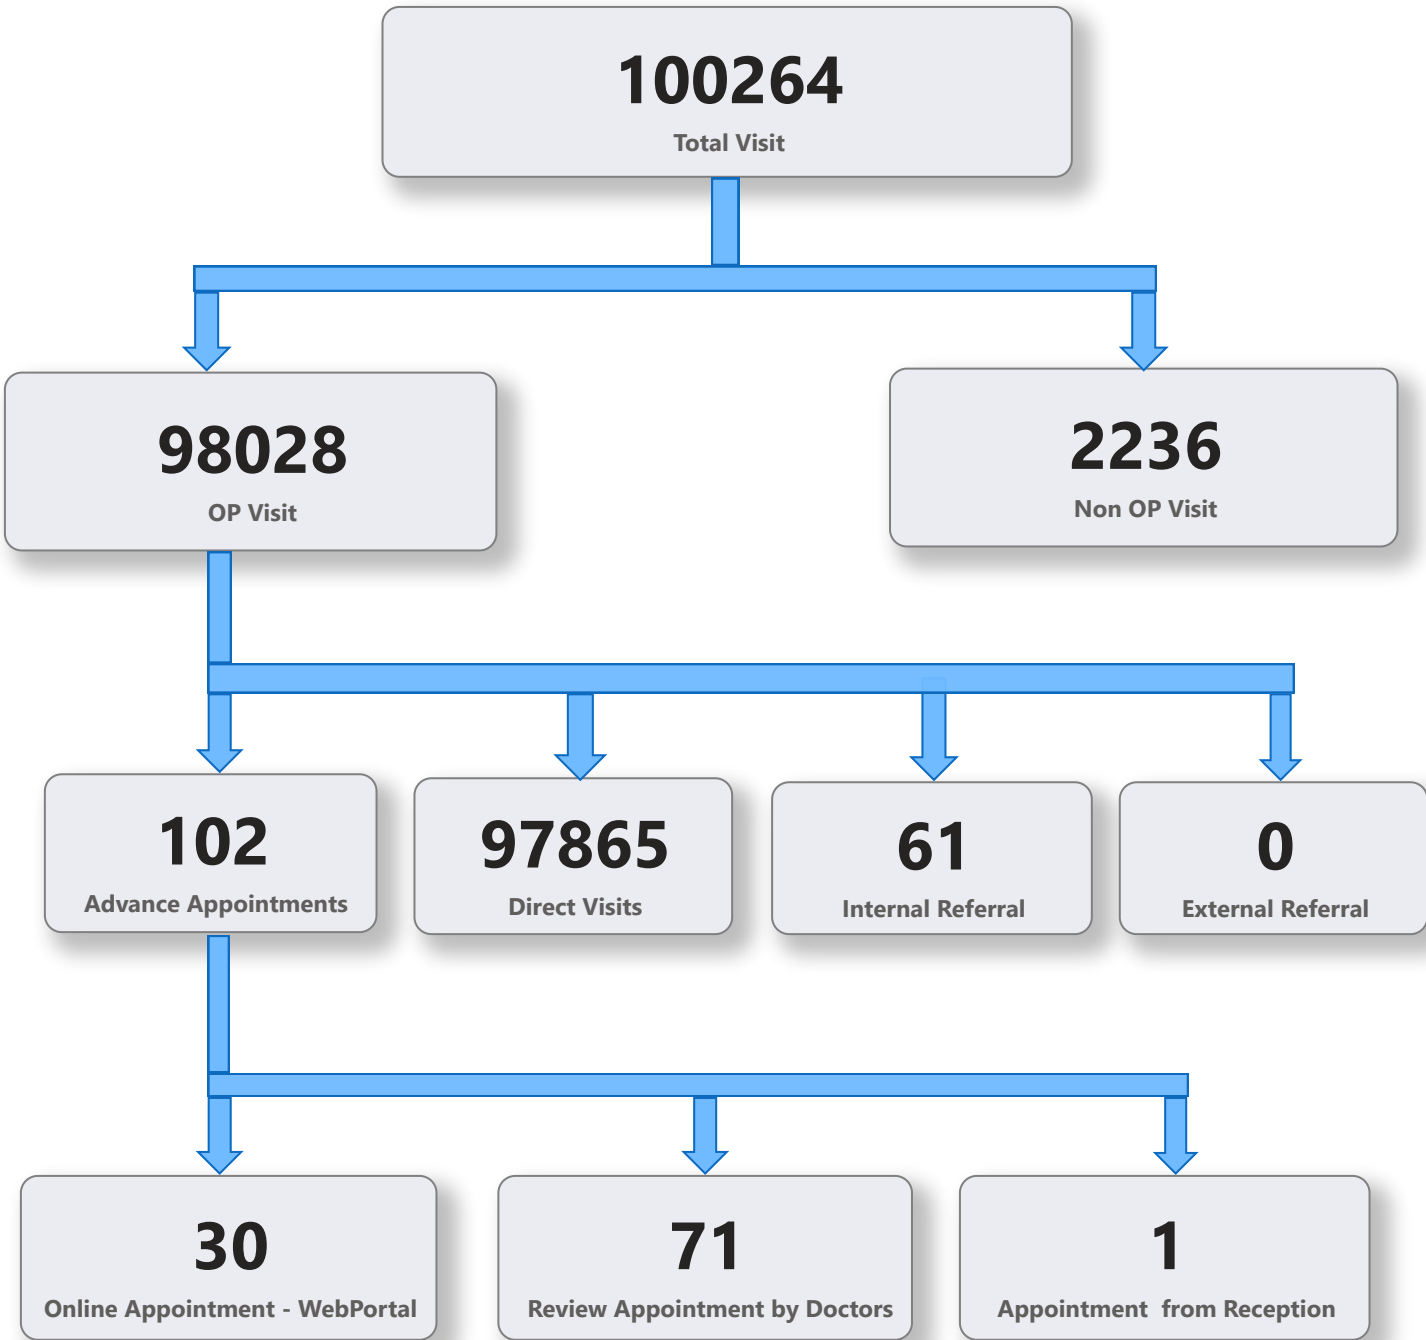 100264
Total Visit
98028
OP Visit
2236
Non OP Visit
102
Advance Appointments
97865
Direct Visits
61
Internal Referral
0
External Referral
30
Online Appointment - WebPortal
71
Review Appointment by Doctors
1
Appointment  from Reception